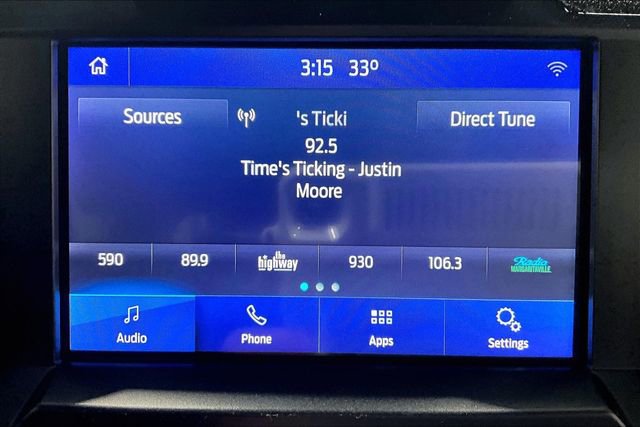 3:15 33°
Sources
's Ticki
Direct Tune
92.5
Time's Ticking - Justin
Moore
590 89.9 the highway 930 106.3 Radio MARGARITAVILLE
Audio Phone Apps Settings